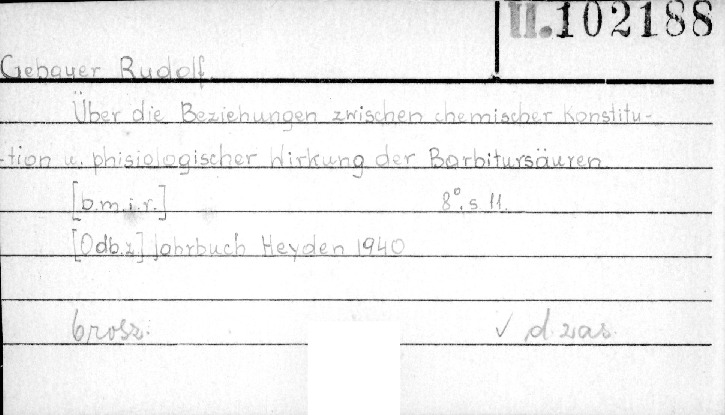 II.102188
Gebauer Rudolf
Über die Beziehungen zwischen chemischer Konstitu-
-tion u. phisiologischer Wirkung der Barbitursäuren
[b.m.i.r.] 8°. s 11.
[Odb.z] Jahrbuch Heyden 1940
brosz. ✓ d zas